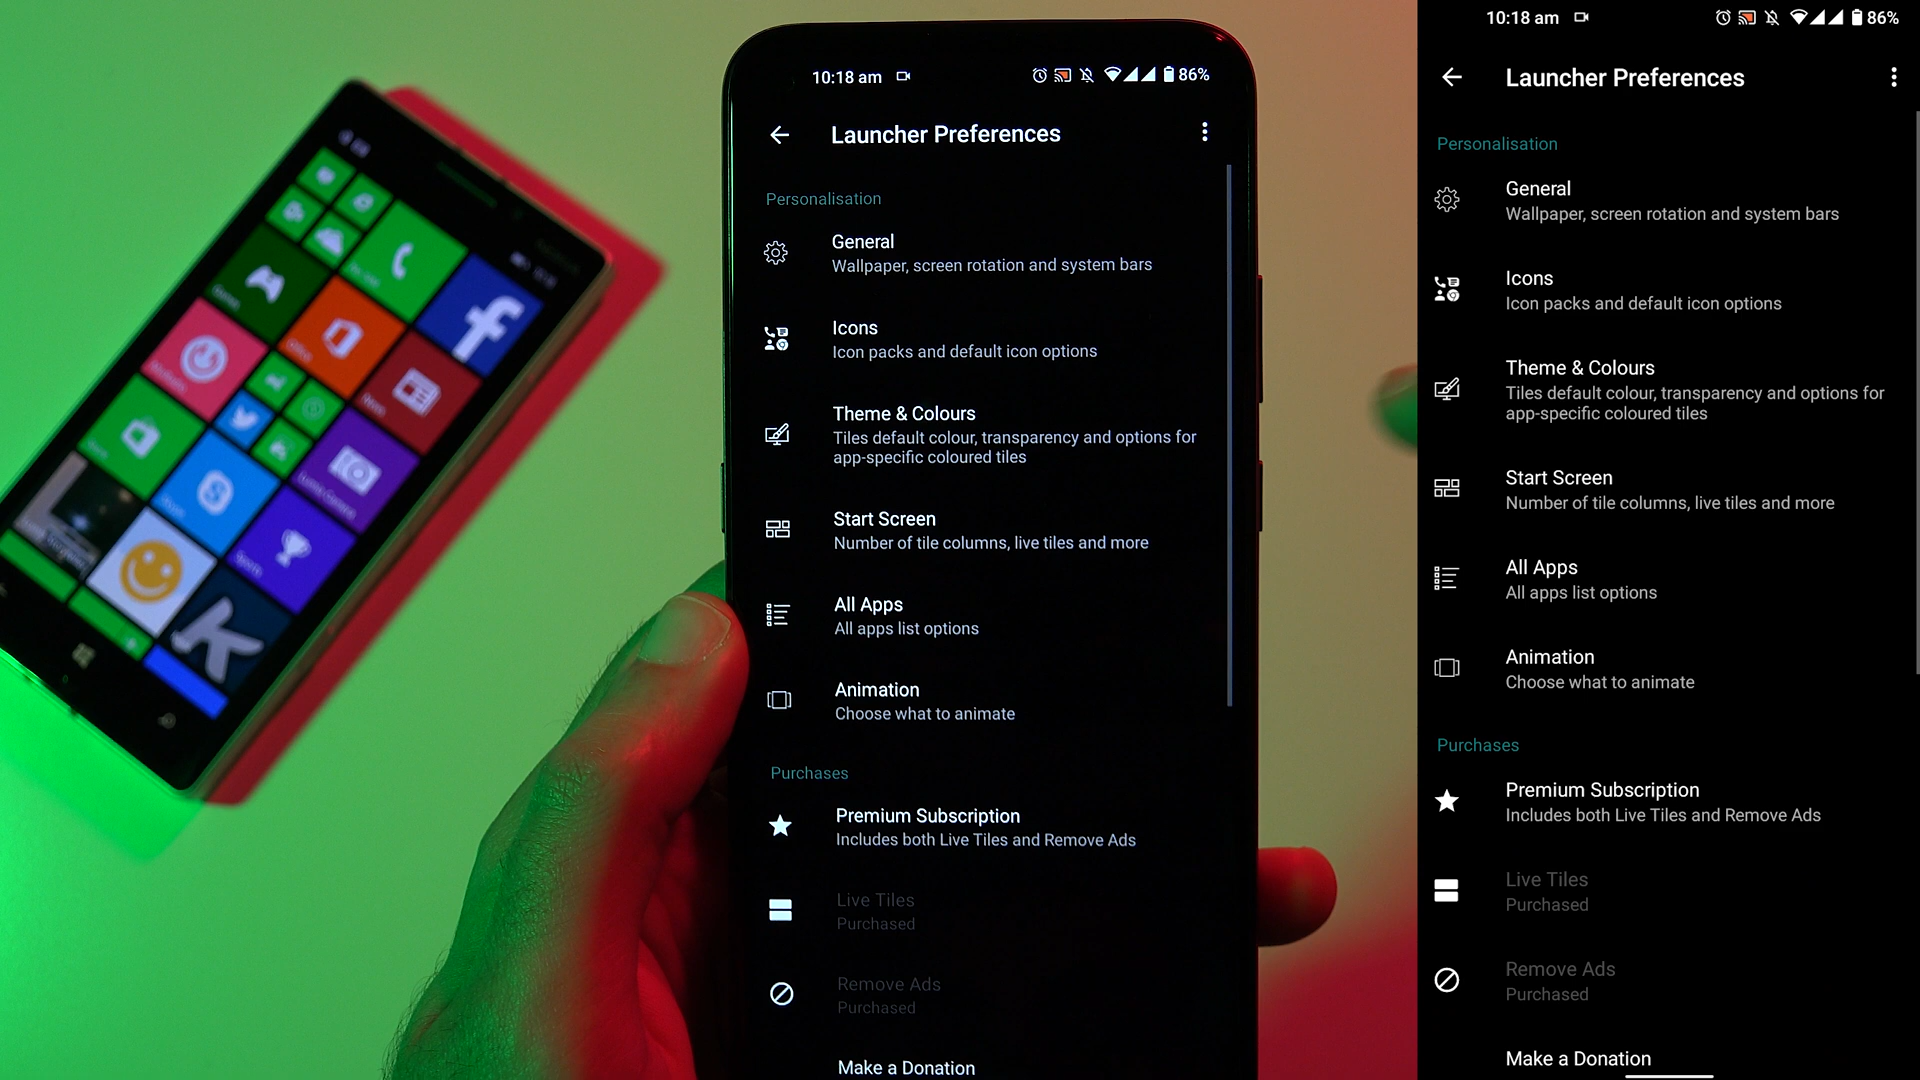 Office
10:18 am
86%
Launcher Preferences
Personalisation
General
Wallpaper, screen rotation and system bars
Icons
Icon packs and default icon options
Theme & Colours
Tiles default colour, transparency and options for
app-specific coloured tiles
Start Screen
Number of tile columns, live tiles and more
All Apps
All apps list options
Animation
Choose what to animate
Purchases
Premium Subscription
Includes both Live Tiles and Remove Ads
Live Tiles
Purchased
Remove Ads
Purchased
Make a Donation
10:18 am
86%
Launcher Preferences
Personalisation
General
Wallpaper, screen rotation and system bars
Icons
Icon packs and default icon options
Theme & Colours
Tiles default colour, transparency and options for
app-specific coloured tiles
Start Screen
Number of tile columns, live tiles and more
All Apps
All apps list options
Animation
Choose what to animate
Purchases
Premium Subscription
Includes both Live Tiles and Remove Ads
Live Tiles
Purchased
Remove Ads
Purchased
Make a Donation